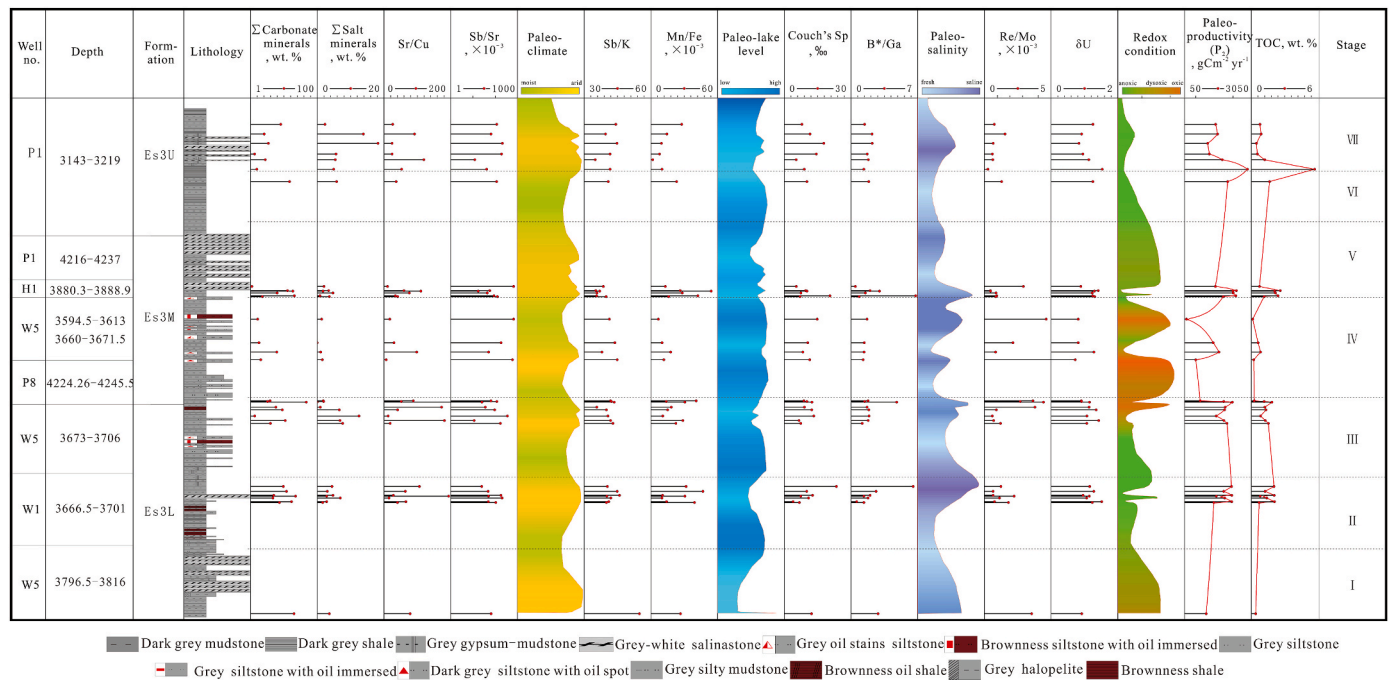 Well no.
Depth
Form-ation
Lithology
Σ Carbonate minerals , wt. %
1 100
Σ Salt minerals , wt. %
0 20
Sr/Cu
0 200
Sb/Sr , ×10⁻³
1 1000
Paleo-climate
moist arid
Sb/K
30 60
Mn/Fe , ×10⁻³
0 60
Paleo-lake level
low high
Couch's Sp , ‰
0 30
B*/Ga
0 7
Paleo-salinity
fresh saline
Re/Mo , ×10⁻³
0 5
δU
0 2
Redox condition
anoxic dysoxic oxic
Paleo-productivity (P₂) , gCm⁻² yr⁻¹
50 3050
TOC, wt. %
0 6
Stage
P1 3143-3219 Es3U VII
VI
P1 4216-4237 V
H1 3880.3-3888.9
W5 3594.5-3613 Es3M
3660-3671.5 IV
P8 4224.26-4245.5
W5 3673-3706 III
W1 3666.5-3701 Es3L II
W5 3796.5-3816 I
Dark grey mudstone Dark grey shale Grey gypsum-mudstone Grey-white salinastone Grey oil stains siltstone Brownness siltstone with oil immersed Grey siltstone
Grey siltstone with oil immersed Dark grey siltstone with oil spot Grey silty mudstone Brownness oil shale Grey halopelite Brownness shale